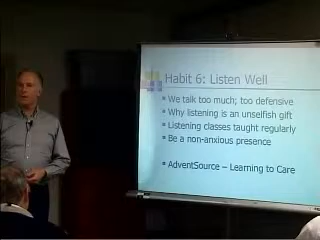 Habit 6: Listen Well
We talk too much; too defensive
Why listening is an unselfish gift
Listening classes taught regularly
Be a non-anxious presence
AdventSource – Learning to Care